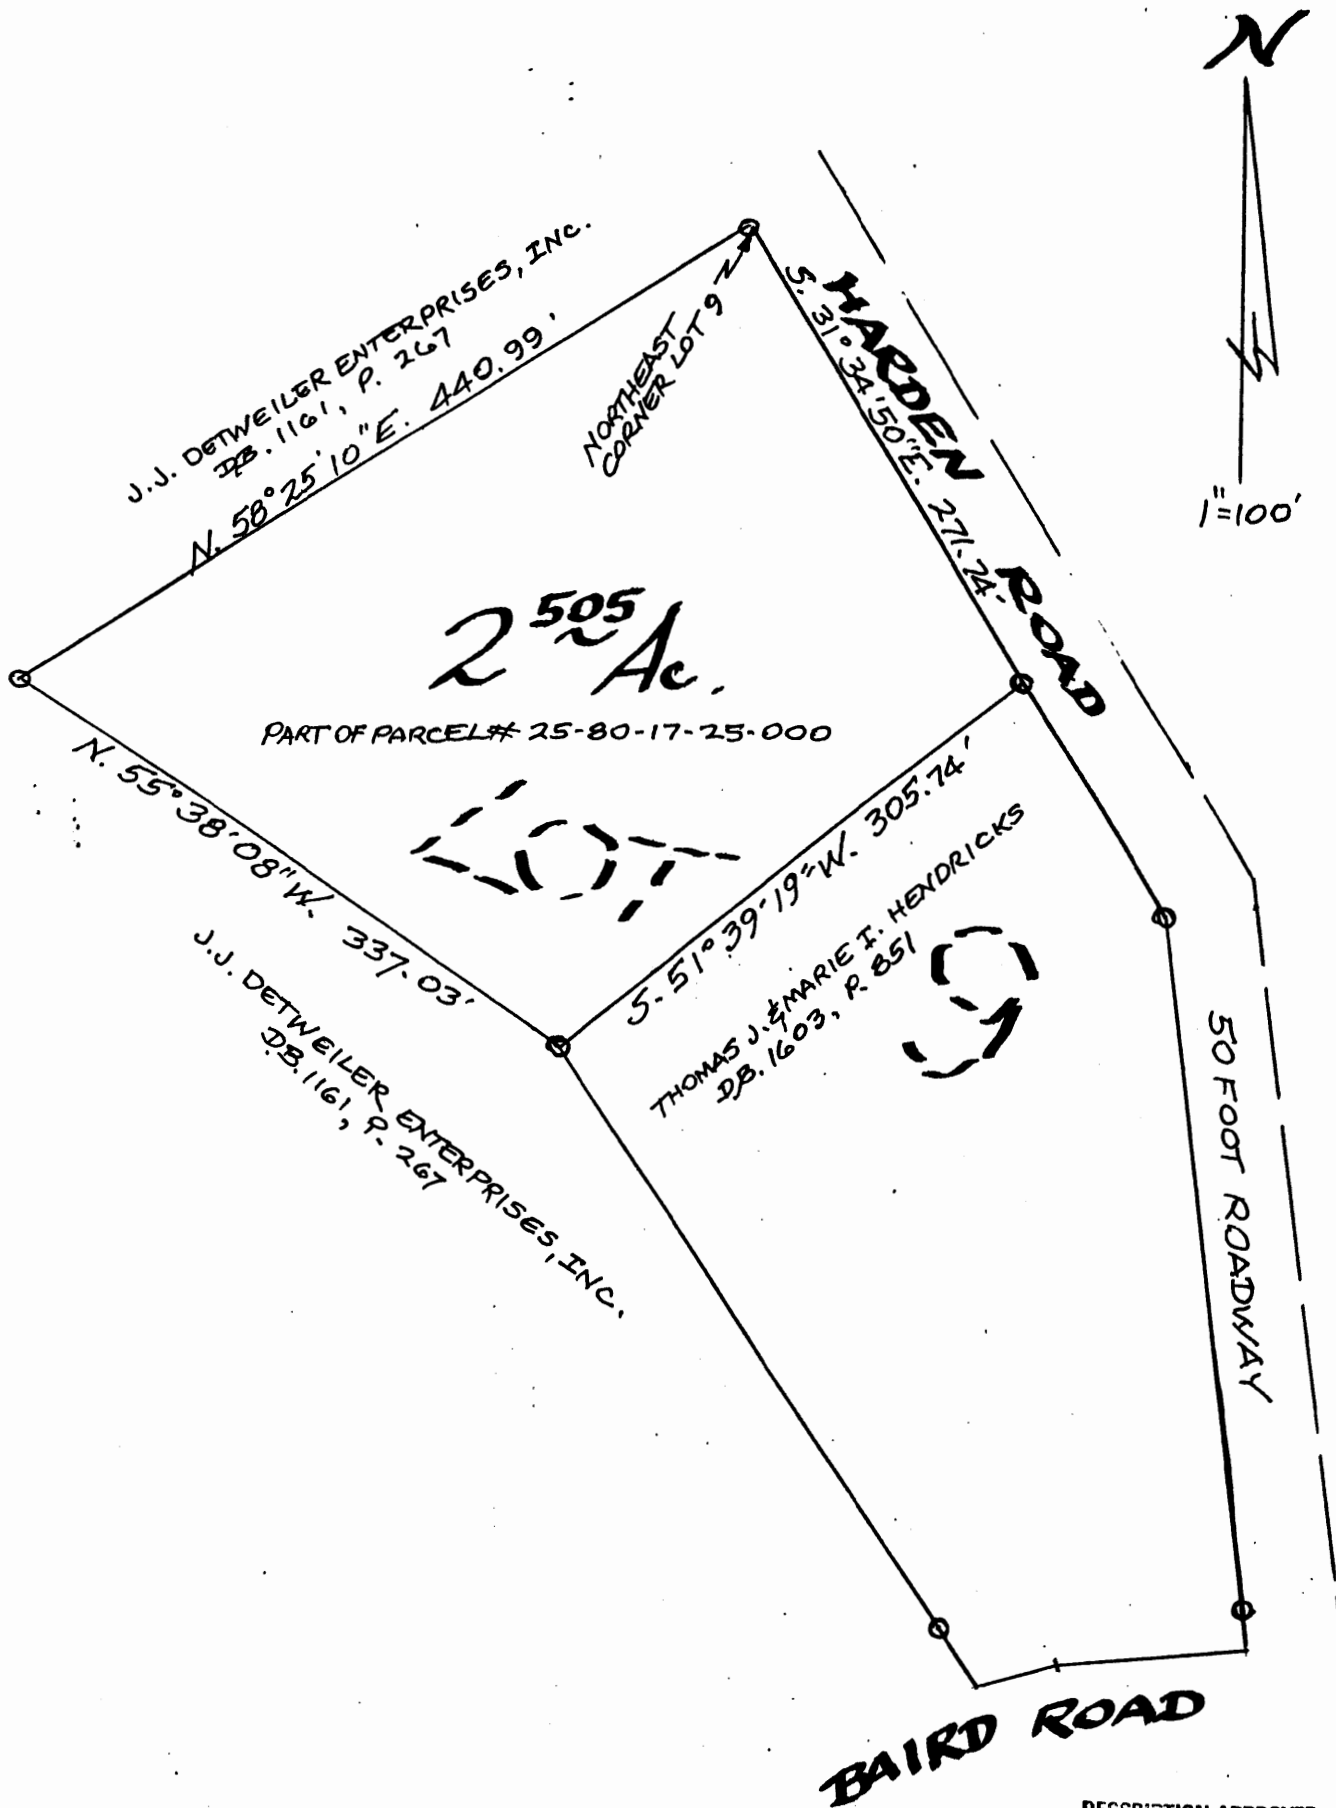 N
1"=100'
J.J. DETWEILER ENTERPRISES, INC.
D.B. 1161, P. 267
N. 58°25'10"E. 440.99'
NORTHEAST
CORNER LOT 9
HARDEN ROAD
S. 31°34'50"E. 271.74'
2 505 Ac.
PART OF PARCEL# 25-80-17-25-000
N. 55°38'08"W. 337.03'
LOT
9
S. 51°39'19"W. 305.74'
J.J. DETWEILER ENTERPRISES, INC.
D.B. 1161, P. 267
THOMAS J. & MARIE I. HENDRICKS
D.B. 1603, P. 851
50 FOOT ROADWAY
BAIRD ROAD
DESCRIPTION APPROVED